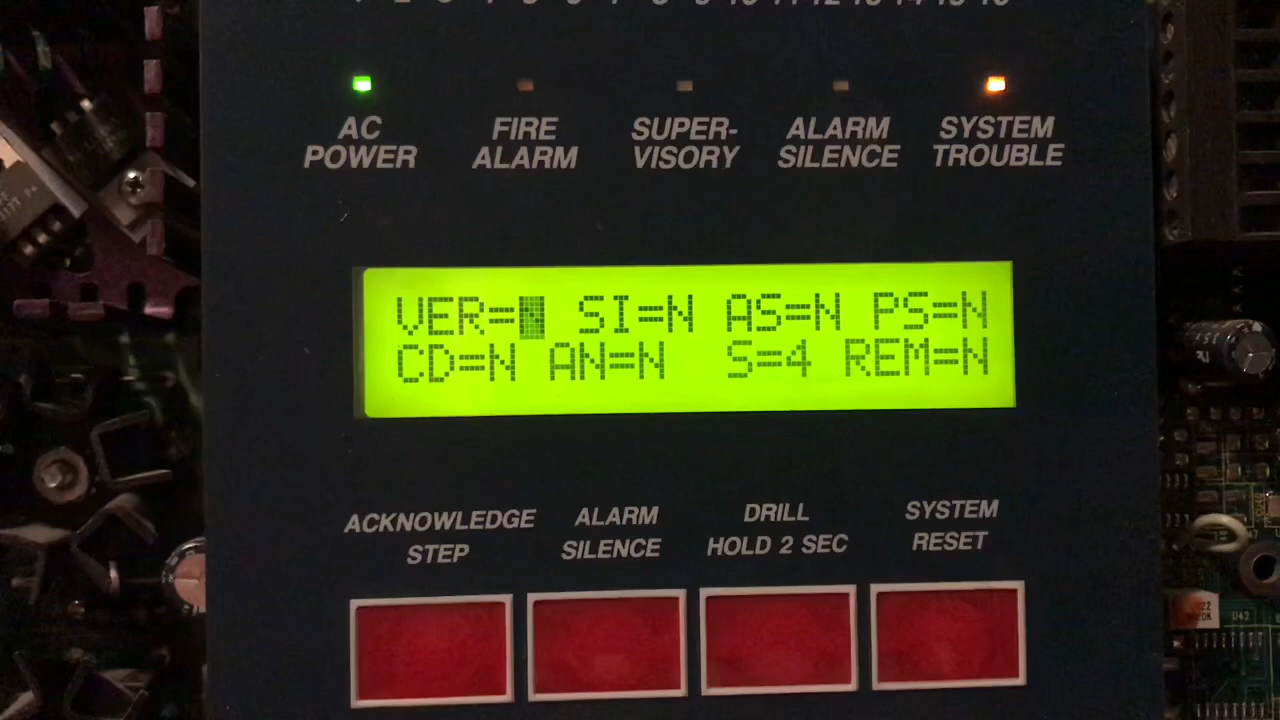 AC POWER
FIRE ALARM
SUPER-VISORY
ALARM SILENCE
SYSTEM TROUBLE
VER=N SI=N AS=N PS=N
CD=N AN=N S=4 REM=N
ACKNOWLEDGE STEP
ALARM SILENCE
DRILL HOLD 2 SEC
SYSTEM RESET
U42